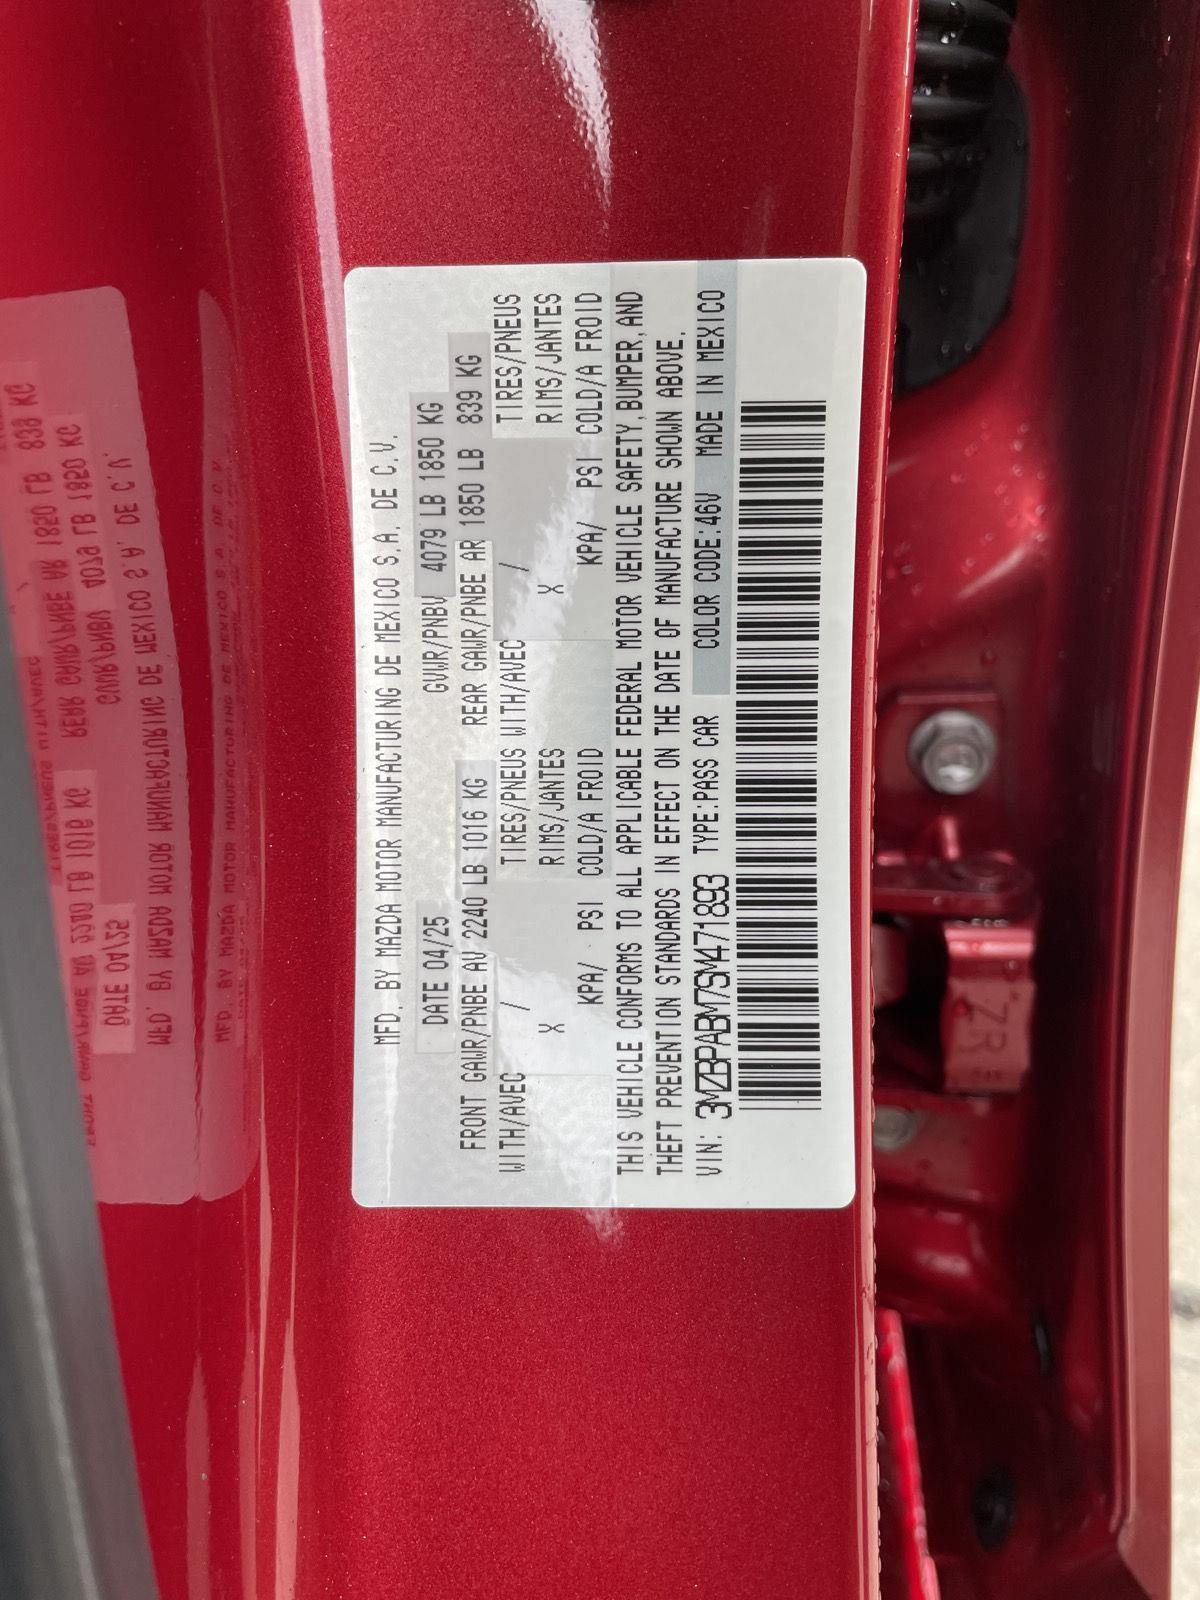 MFD. BY MAZDA MOTOR MANUFACTURING DE MEXICO S.A. DE C.V.
DATE 04/25 GVWR/PNBV 4079 LB 1850 KG
FRONT GAWR/PNBE AV 2240 LB 1016 KG REAR GAWR/PNBE AR 1850 LB 839 KG
WITH/AVEC / TIRES/PNEUS WITH/AVEC / TIRES/PNEUS
X RIMS/JANTES X RIMS/JANTES
KPA/ PSI COLD/A FROID KPA/ PSI COLD/A FROID
THIS VEHICLE CONFORMS TO ALL APPLICABLE FEDERAL MOTOR VEHICLE SAFETY, BUMPER, AND
THEFT PREVENTION STANDARDS IN EFFECT ON THE DATE OF MANUFACTURE SHOWN ABOVE.
VIN: 3MZBPABM7SM471893 TYPE:PASS CAR COLOR CODE:46V MADE IN MEXICO